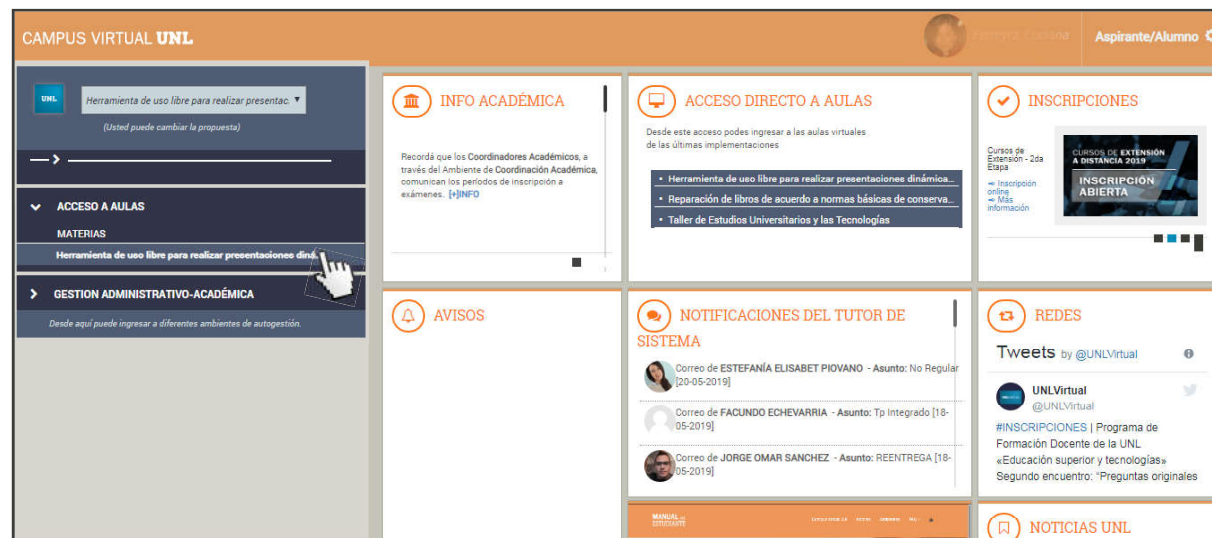 CAMPUS VIRTUAL UNL
Aspirante/Alumno
UNL
Herramienta de uso libre para realizar presentac.
(Usted puede cambiar la propuesta)
ACCESO A AULAS
MATERIAS
Herramienta de uso libre para realizar presentaciones diná
GESTION ADMINISTRATIVO-ACADÉMICA
Desde aquí puede ingresar a diferentes ambientes de autogestión.
INFO ACADÉMICA
Recordá que los Coordinadores Académicos, a
través del Ambiente de Coordinación Académica,
comunican los períodos de inscripción a
exámenes. [+]INFO
ACCESO DIRECTO A AULAS
Desde este acceso podes ingresar a las aulas virtuales
de las últimas implementaciones
• Herramienta de uso libre para realizar presentaciones dinámica...
• Reparación de libros de acuerdo a normas básicas de conserva...
• Taller de Estudios Universitarios y las Tecnologías
INSCRIPCIONES
Cursos de
Extensión - 2da
Etapa
⇨ Inscripción
online
⇨ Más
información
CURSOS DE EXTENSIÓN
A DISTANCIA 2019
INSCRIPCIÓN
ABIERTA
AVISOS
NOTIFICACIONES DEL TUTOR DE
SISTEMA
Correo de ESTEFANÍA ELISABET PIOVANO - Asunto: No Regular
[20-05-2019]
Correo de FACUNDO ECHEVARRIA - Asunto: Tp Integrado [18-
05-2019]
Correo de JORGE OMAR SANCHEZ - Asunto: REENTREGA [18-
05-2019]
MANUAL del
ESTUDIANTE
REDES
Tweets by @UNLVirtual
UNLVirtual
@UNLVirtual
#INSCRIPCIONES | Programa de
Formación Docente de la UNL
«Educación superior y tecnologías»
Segundo encuentro: "Preguntas originales
NOTICIAS UNL